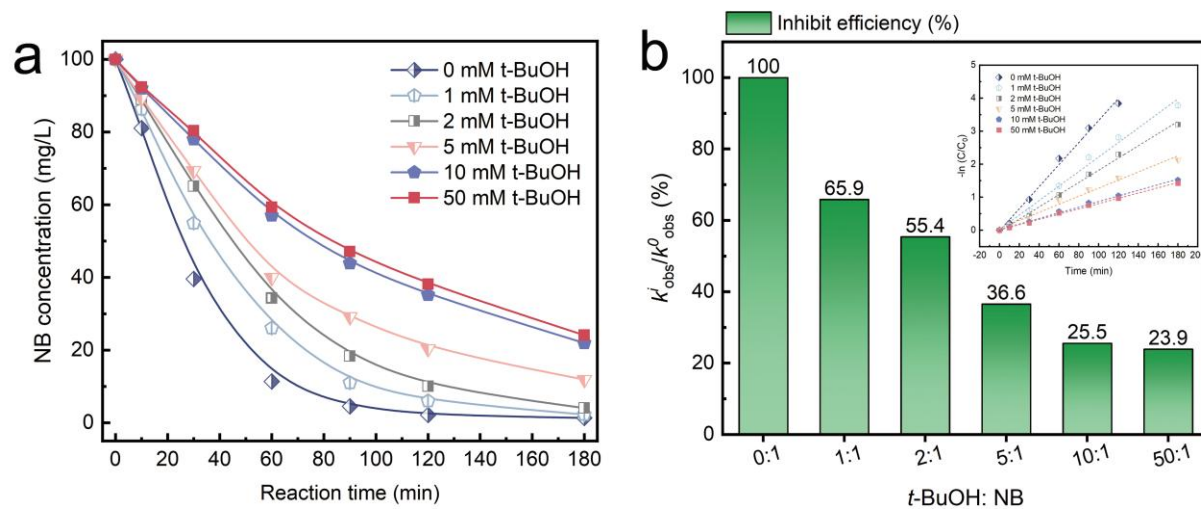 a
NB concentration (mg/L)
100
80
60
40
20
0
0 mM t-BuOH
1 mM t-BuOH
2 mM t-BuOH
5 mM t-BuOH
10 mM t-BuOH
50 mM t-BuOH
0 20 40 60 80 100 120 140 160 180
Reaction time (min)
b
Inhibit efficiency (%)
kⁱobs/k⁰obs (%)
100
80
60
40
20
0
100
65.9
55.4
36.6
25.5
23.9
0:1 1:1 2:1 5:1 10:1 50:1
t-BuOH: NB
-ln (C/C₀)
5
4
3
2
1
0
-1
0 mM t-BuOH
1 mM t-BuOH
2 mM t-BuOH
5 mM t-BuOH
10 mM t-BuOH
50 mM t-BuOH
-20 0 20 40 60 80 100 120 140 160 180 20
Time (min)